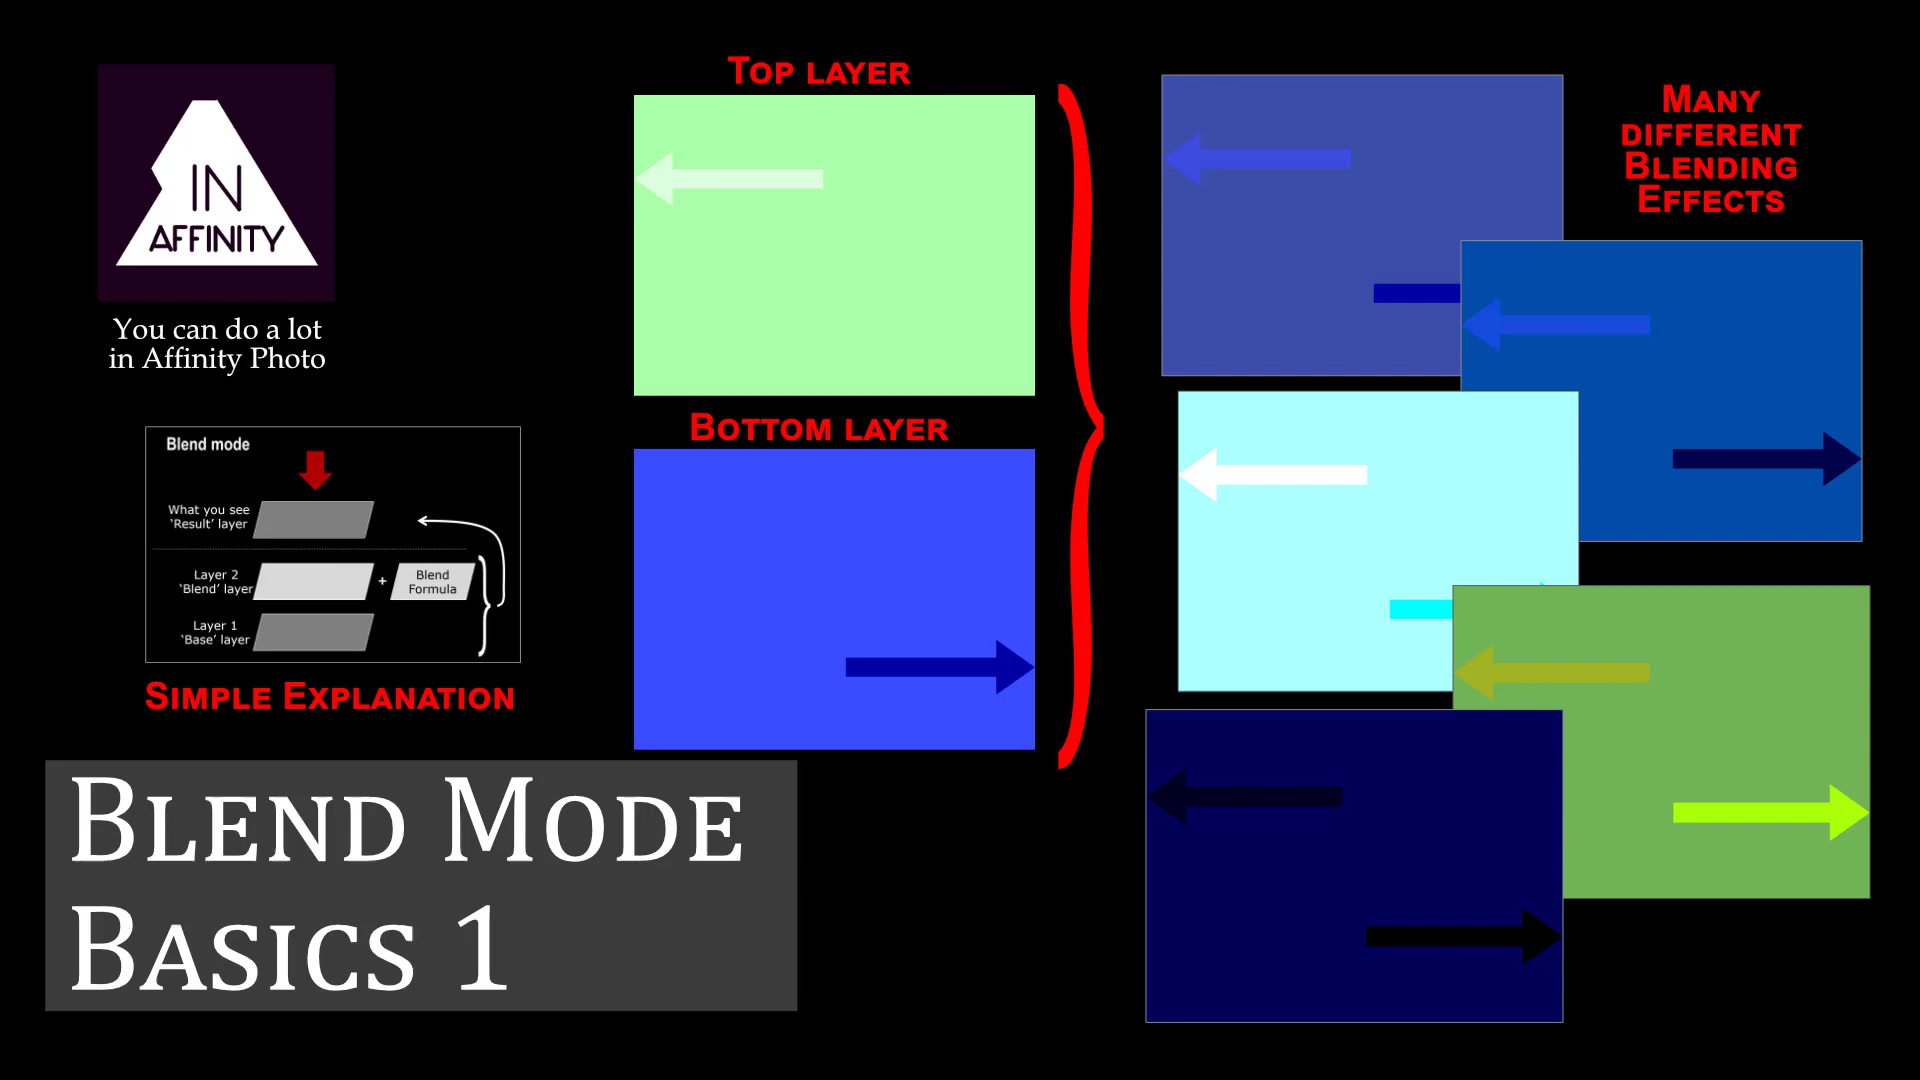 IN
AFFINITY
You can do a lot
in Affinity Photo
Blend mode
What you see
'Result' layer
Layer 2
'Blend' layer
+
Blend
Formula
Layer 1
'Base' layer
SIMPLE EXPLANATION
BLEND MODE
BASICS 1
TOP LAYER
BOTTOM LAYER
MANY
DIFFERENT
BLENDING
EFFECTS